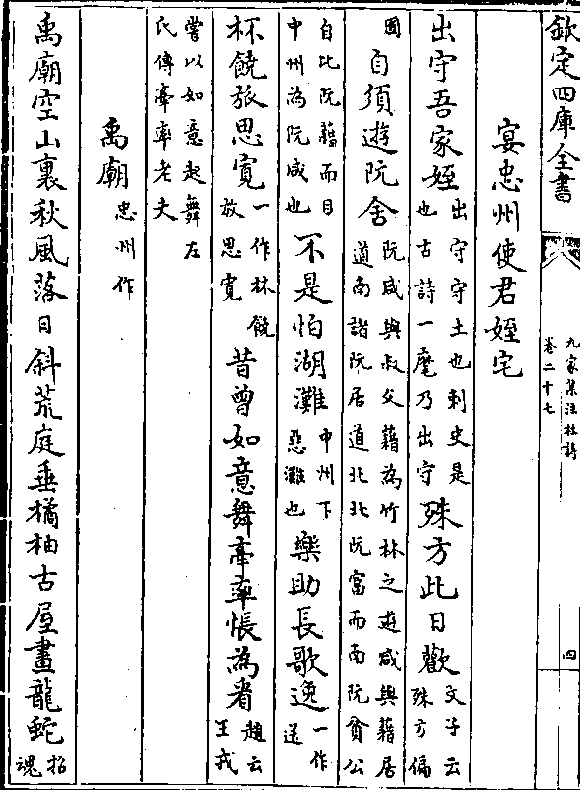 欽定四庫全書 九家集注杜詩 卷二十七 四
宴忠州使君姪宅
出守吾家姪出守守土也刺史是也古詩一麾乃出守殊方此日歡文子云殊方偏
國自須遊阮舍阮咸與叔父藉為竹林之遊咸與藉居道南諸阮居道北北阮富而南阮貧公
自比阮藉而目中州為阮咸也不是怕湖灘中州下惡灘也樂助長歌逸一作送
杯饒旅思寛一作林饒放思寛昔曾如意舞牽率悵為看趙云王戎
嘗以如意起舞左氏傳牽率老夫
禹廟忠州作
禹廟空山裏秋風落日斜荒庭垂橘柚古屋畫龍蛇招魂